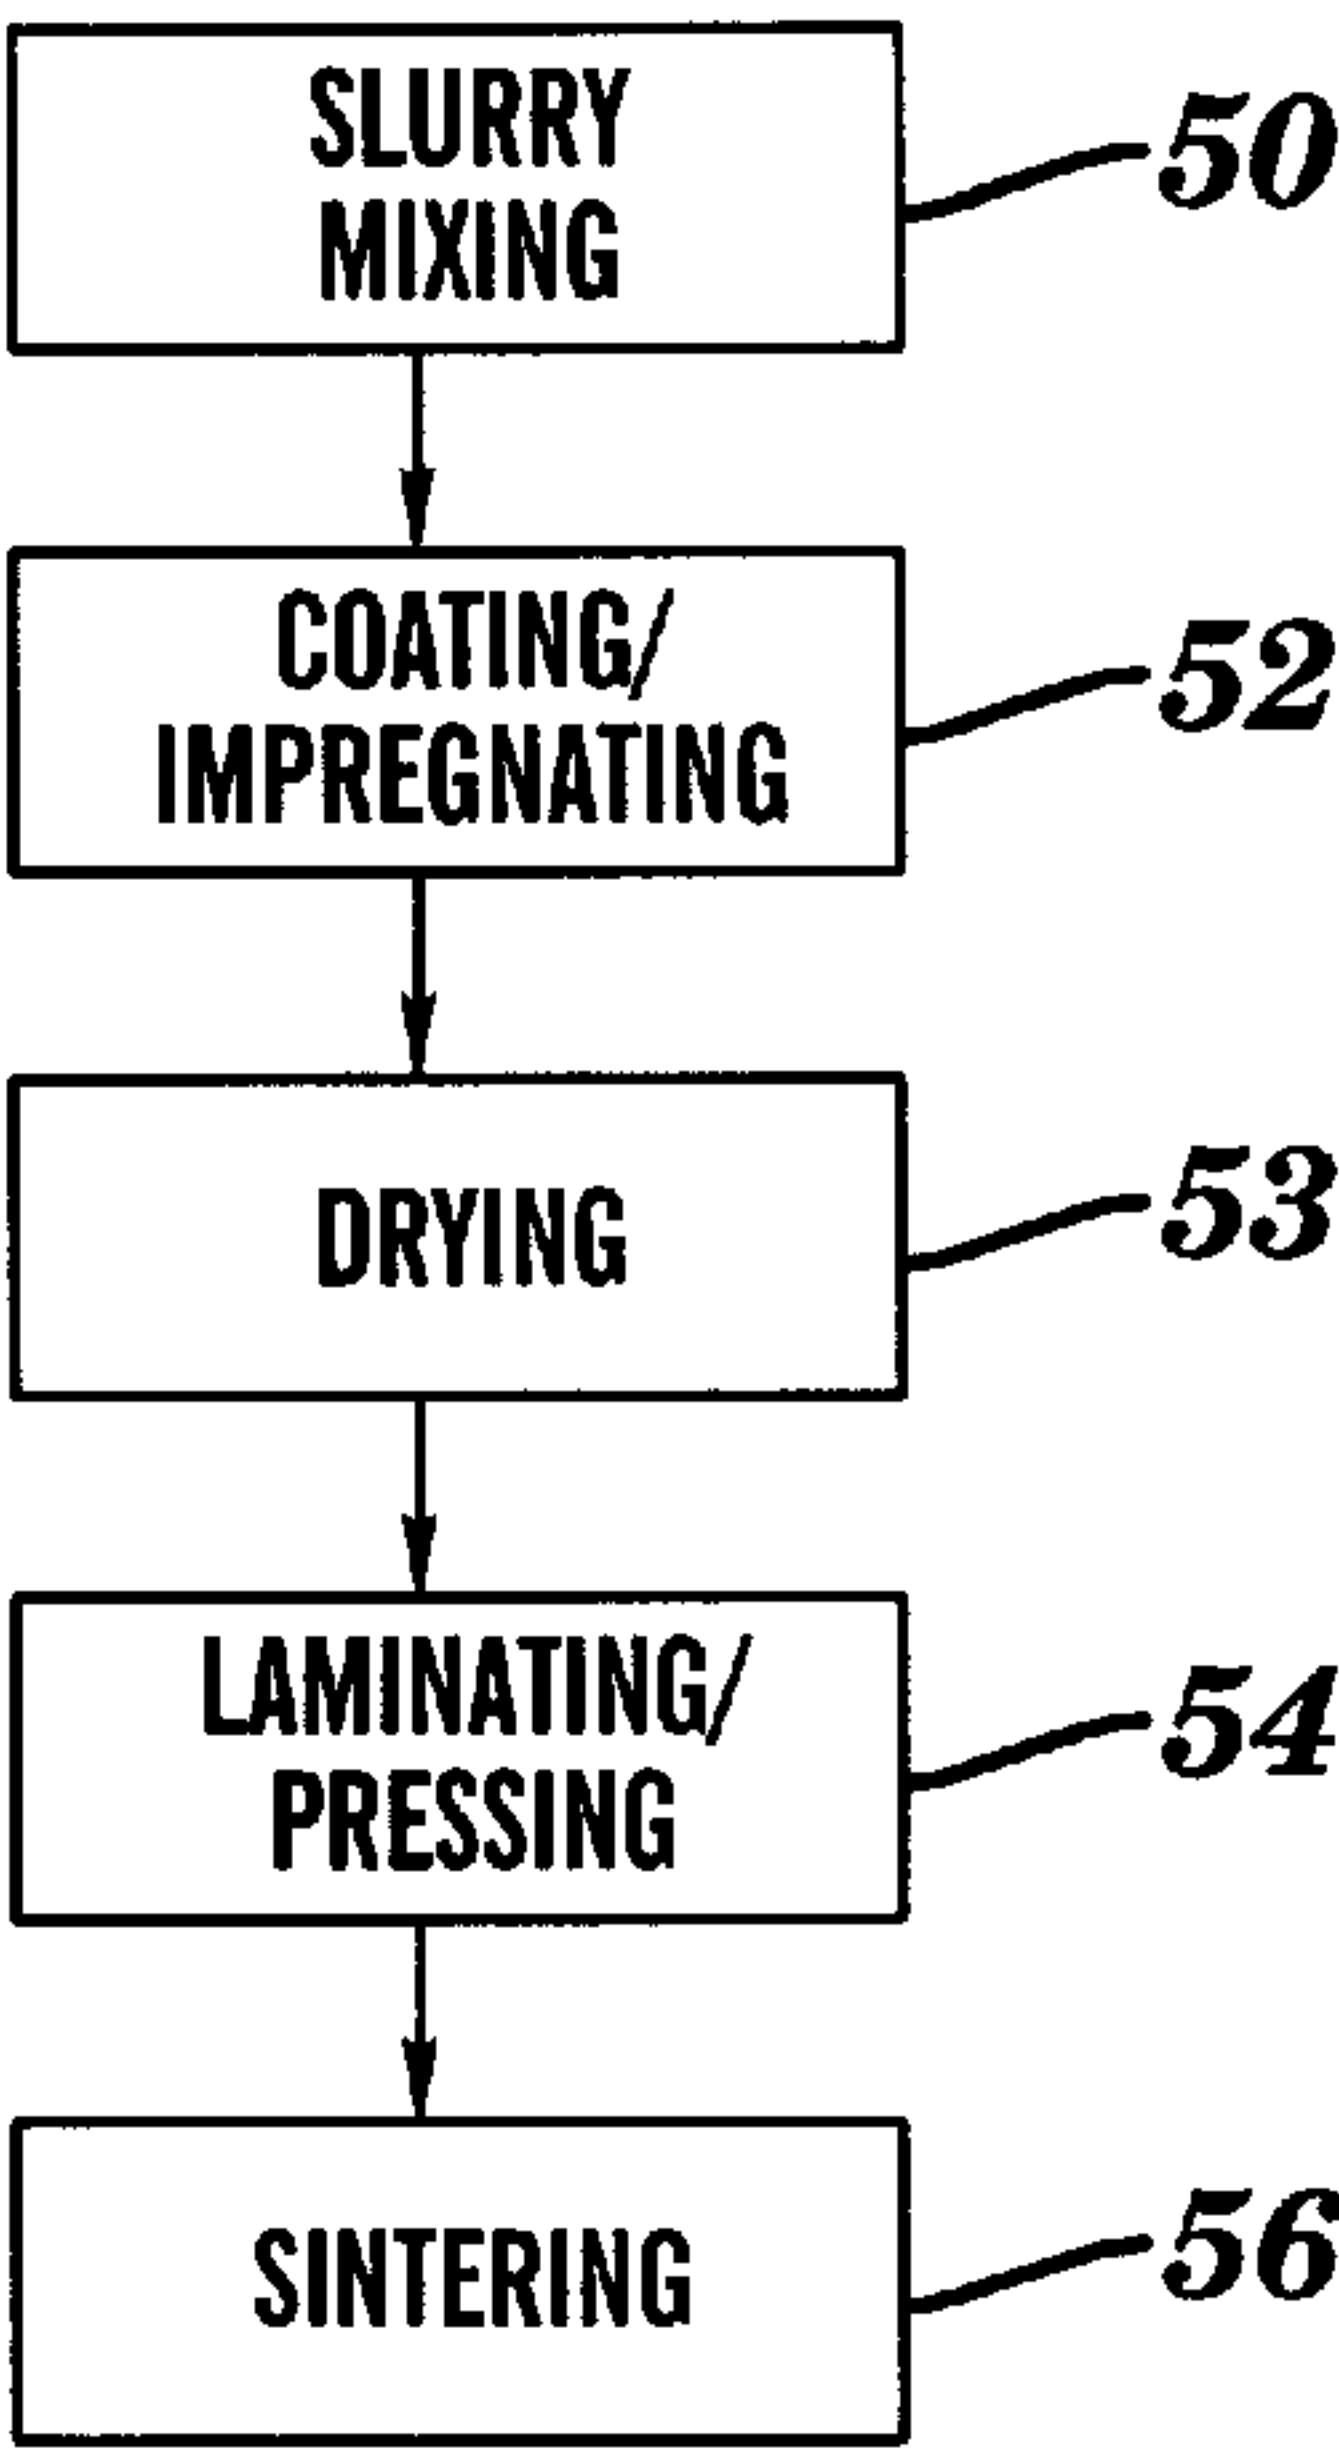 SLURRY
MIXING
50
COATING/
IMPREGNATING
52
DRYING
53
LAMINATING/
PRESSING
54
SINTERING
56